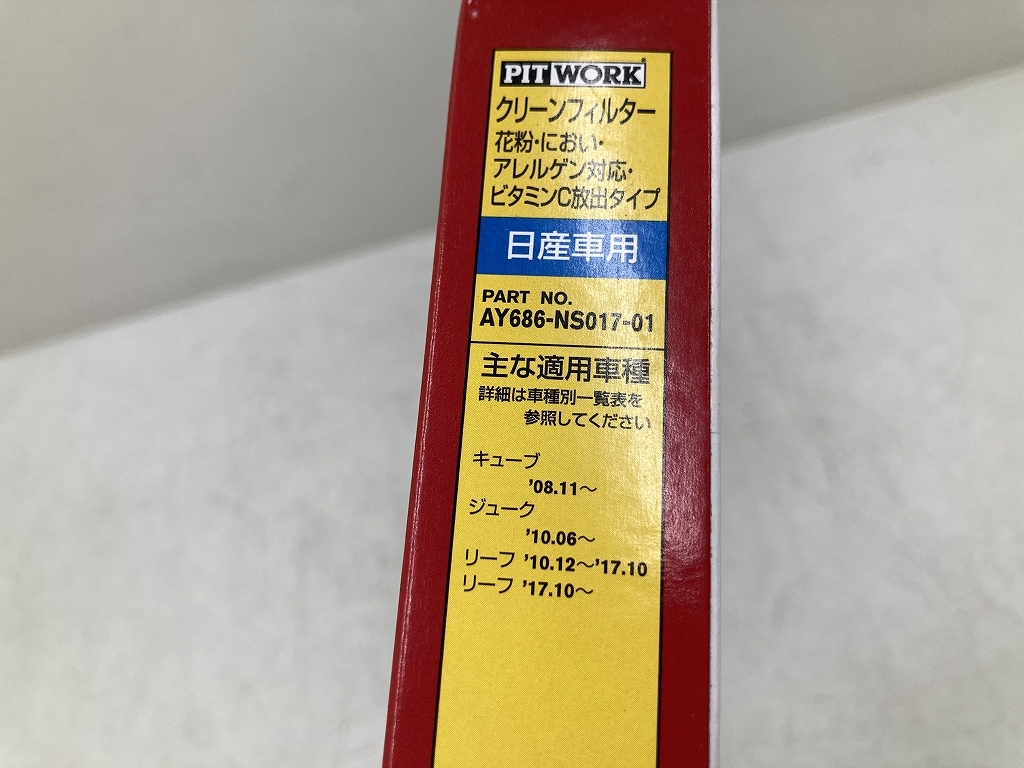 PIT WORK
クリーンフィルター
花粉・におい・
アレルゲン対応・
ビタミンC放出タイプ
日産車用
PART NO.
AY686-NS017-01
主な適用車種
詳細は車種別一覧表を
参照してください
キューブ
'08.11〜
ジューク
'10.06〜
リーフ '10.12〜'17.10
リーフ '17.10〜